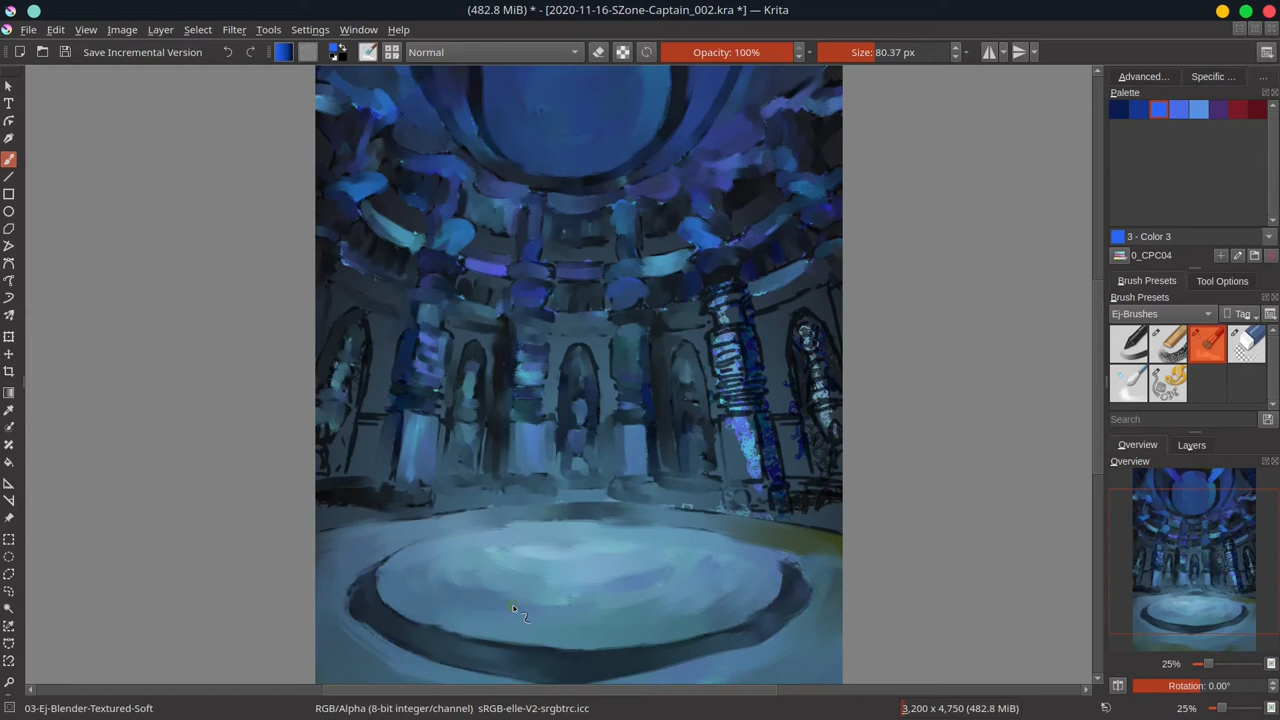 (482.8 MiB) * - [2020-11-16-SZone-Captain_002.kra *] — Krita
File Edit View Image Layer Select Filter Tools Settings Window Help
Save Incremental Version Normal Opacity: 100% Size: 80.37 px
Advanced... Specific ... ...
Palette
3 - Color 3
0_CPC04
Brush Presets Tool Options
Brush Presets
Ej-Brushes Tag
Search
Overview Layers
Overview
25%
Rotation: 0.00°
03-Ej-Blender-Textured-Soft RGB/Alpha (8-bit integer/channel) sRGB-elle-V2-srgbtrc.icc 3,200 x 4,750 (482.8 MiB) 25%